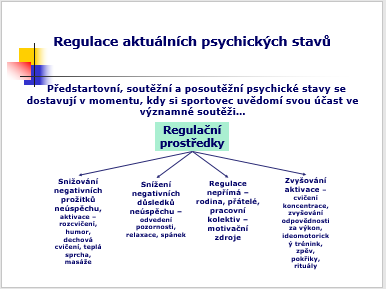 Regulace aktuálních psychických stavů
Předstartovní, soutěžní a posoutěžní psychické stavy se
dostavují v momentu, kdy si sportovec uvědomí svou účast ve
významné soutěži…
Regulační
prostředky
Snižování
negativních
prožitků
neúspěchu,
aktivace –
rozcvičení,
humor,
dechová
cvičení, teplá
sprcha,
masáže
Snížení
negativních
důsledků
neúspěchu –
odvedení
pozornosti,
relaxace, spánek
Regulace
nepřímá –
rodina, přátelé,
pracovní
kolektiv –
motivační
zdroje
Zvyšování
aktivace –
cvičení
koncentrace,
zvyšování
odpovědnosti
za výkon,
ideomotorick
ý trénink,
zpěv,
pokřiky,
rituály